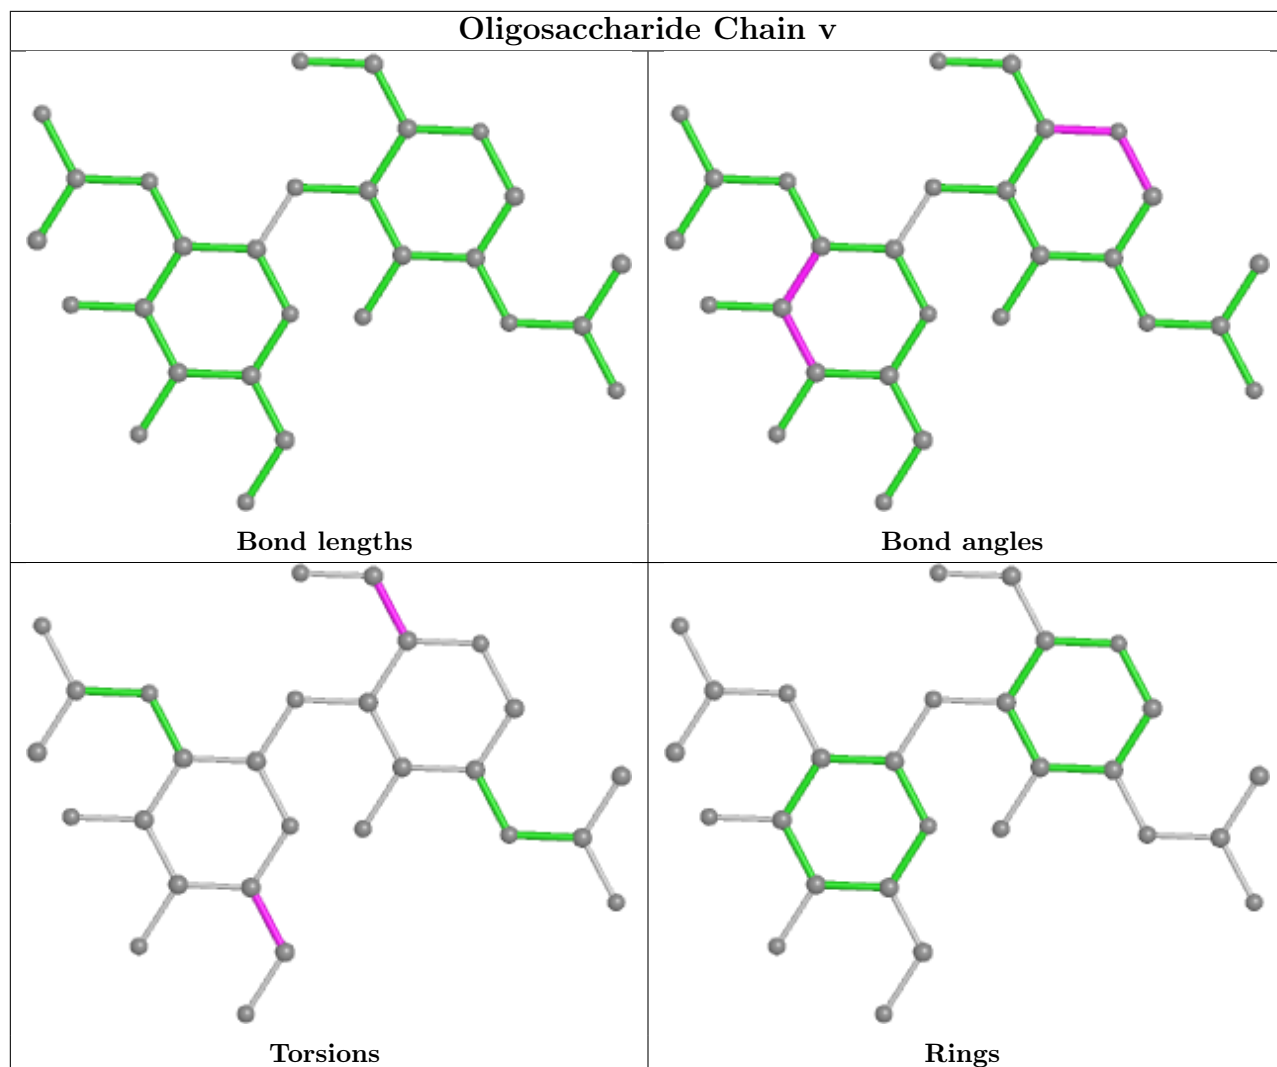 Oligosaccharide Chain v
Bond lengths
Bond angles
Torsions
Rings